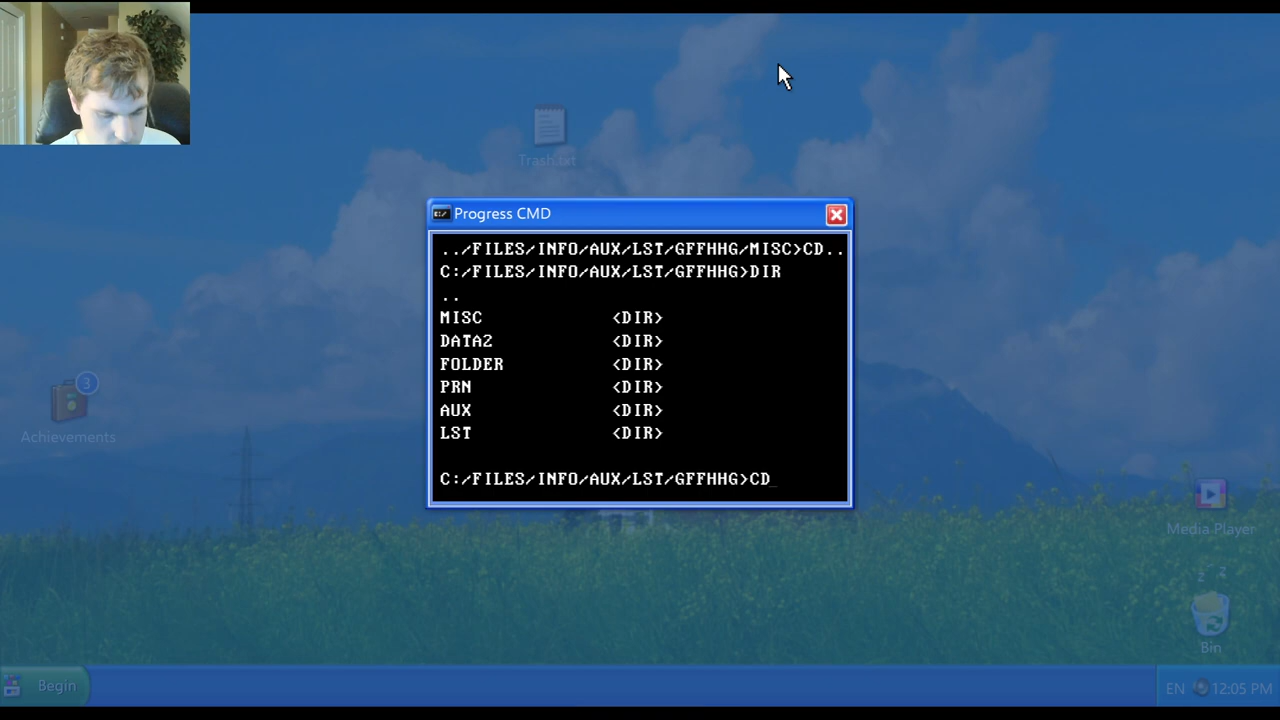 Trash.txt
Progress CMD
../FILES/INFO/AUX/LST/GFFHHG/MISC>CD..
C:/FILES/INFO/AUX/LST/GFFHHG>DIR
..
MISC <DIR>
DATA2 <DIR>
FOLDER <DIR>
PRN <DIR>
AUX <DIR>
LST <DIR>
C:/FILES/INFO/AUX/LST/GFFHHG>CD_
3
Achievements
Media Player
z z
Bin
Begin
EN 12:05 PM